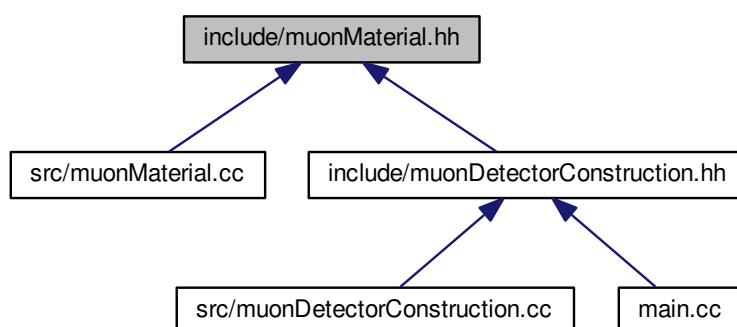 include/muonMaterial.hh
src/muonMaterial.cc
include/muonDetectorConstruction.hh
src/muonDetectorConstruction.cc
main.cc